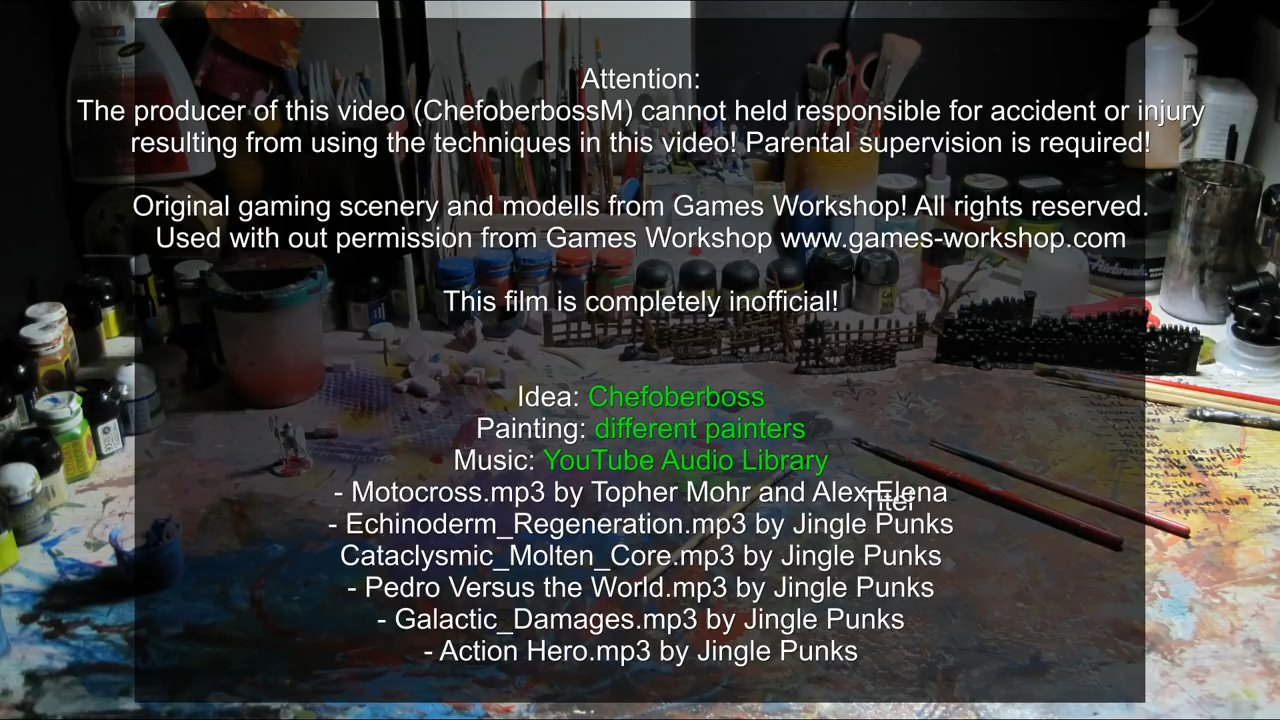 Attention:
The producer of this video (ChefoberbossM) cannot held responsible for accident or injury
resulting from using the techniques in this video! Parental supervision is required!
Original gaming scenery and modells from Games Workshop! All rights reserved.
Used with out permission from Games Workshop www.games-workshop.com
This film is completely inofficial!
Idea: Chefoberboss
Painting: different painters
Music: YouTube Audio Library
- Motocross.mp3 by Topher Mohr and Alex Elena
Titel
- Echinoderm_Regeneration.mp3 by Jingle Punks
Cataclysmic_Molten_Core.mp3 by Jingle Punks
- Pedro Versus the World.mp3 by Jingle Punks
- Galactic_Damages.mp3 by Jingle Punks
- Action Hero.mp3 by Jingle Punks
Airbrush